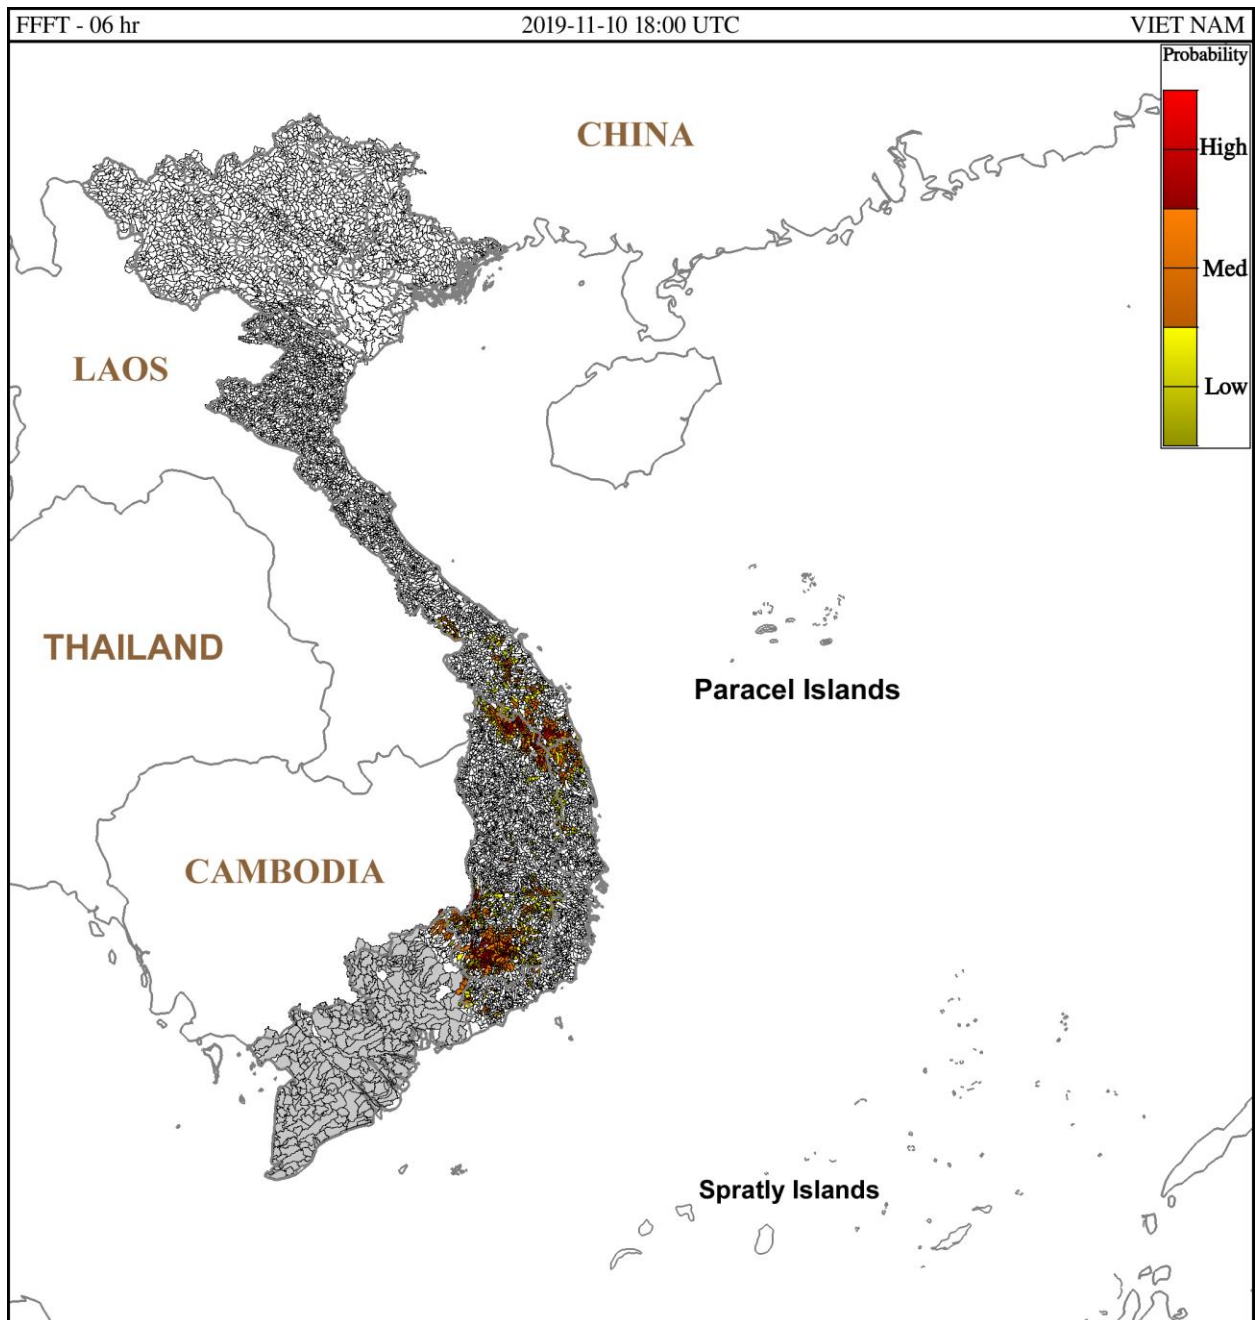 FFFT - 06 hr 2019-11-10 18:00 UTC VIET NAM
Probability
CHINA
High
Med
LAOS
Low
THAILAND
Paracel Islands
CAMBODIA
Spratly Islands